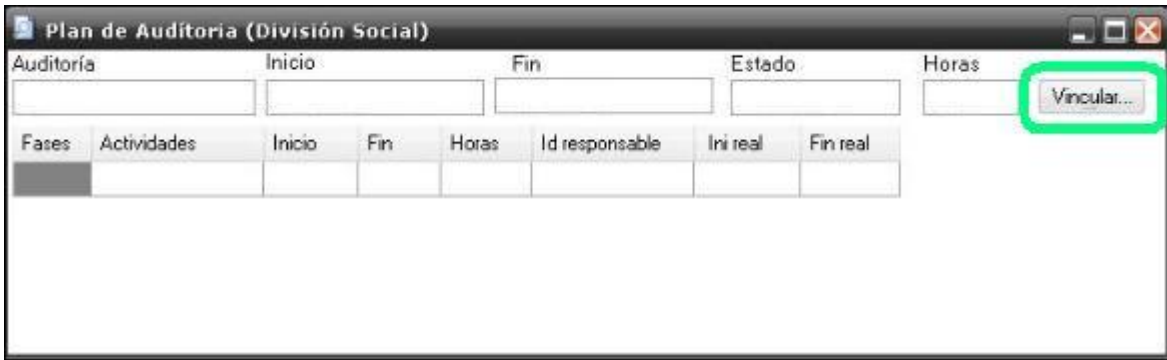 Plan de Audítoria (División Social)
Auditoría Inicio Fin Estado Horas
Vincular...
Fases Actividades Inicio Fin Horas Id responsable Ini real Fin real